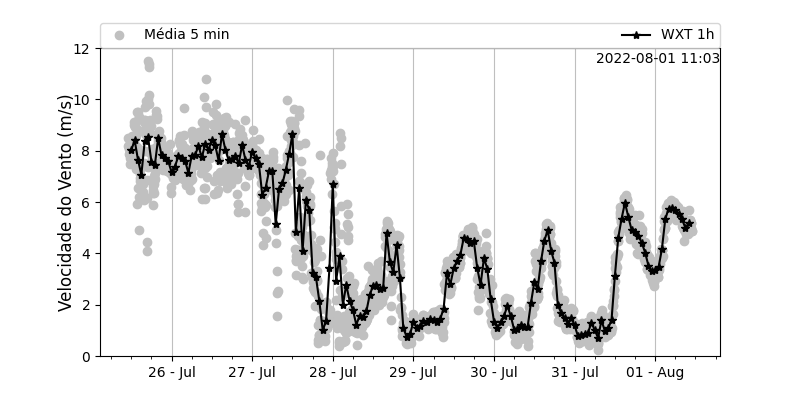 Média 5 min
WXT 1h
2022-08-01 11:03
Velocidade do Vento (m/s)
12
10
8
6
4
2
0
26 - Jul
27 - Jul
28 - Jul
29 - Jul
30 - Jul
31 - Jul
01 - Aug